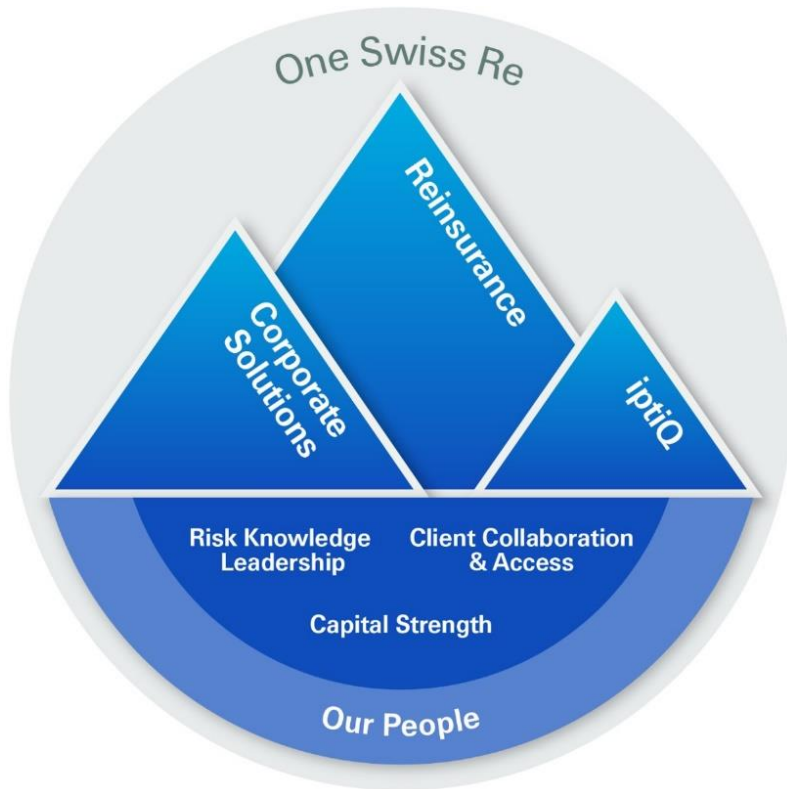 One Swiss Re
Reinsurance
Corporate
Solutions
iptiQ
Risk Knowledge
Leadership
Client Collaboration
& Access
Capital Strength
Our People